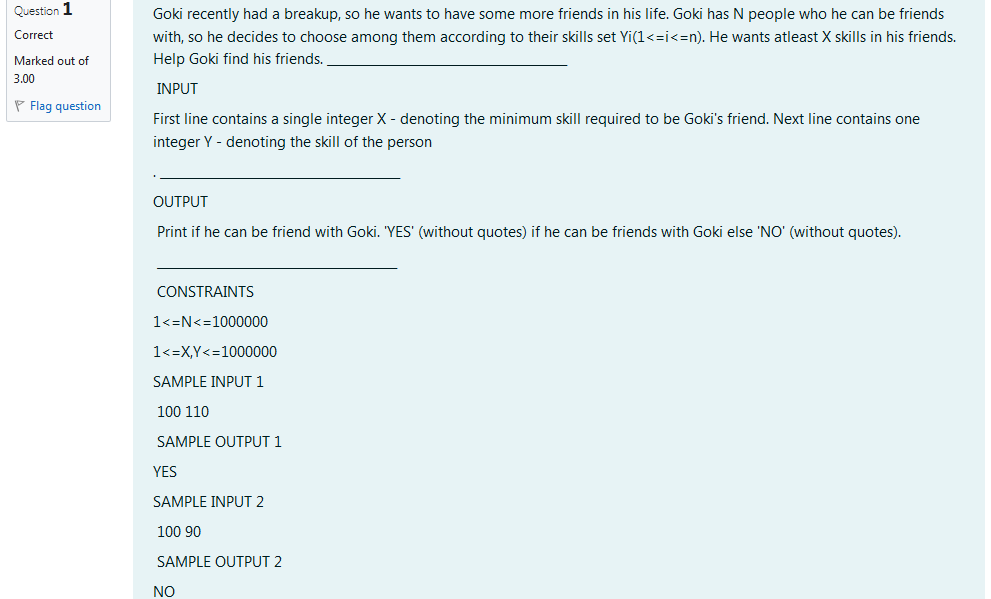 Question 1
Correct
Marked out of
3.00
Flag question
Goki recently had a breakup, so he wants to have some more friends in his life. Goki has N people who he can be friends
with, so he decides to choose among them according to their skills set Yi(1<=i<=n). He wants atleast X skills in his friends.
Help Goki find his friends. ______________________________
INPUT
First line contains a single integer X - denoting the minimum skill required to be Goki's friend. Next line contains one
integer Y - denoting the skill of the person
. ______________________________
OUTPUT
Print if he can be friend with Goki. 'YES' (without quotes) if he can be friends with Goki else 'NO' (without quotes).
______________________________
CONSTRAINTS
1<=N<=1000000
1<=X,Y<=1000000
SAMPLE INPUT 1
100 110
SAMPLE OUTPUT 1
YES
SAMPLE INPUT 2
100 90
SAMPLE OUTPUT 2
NO